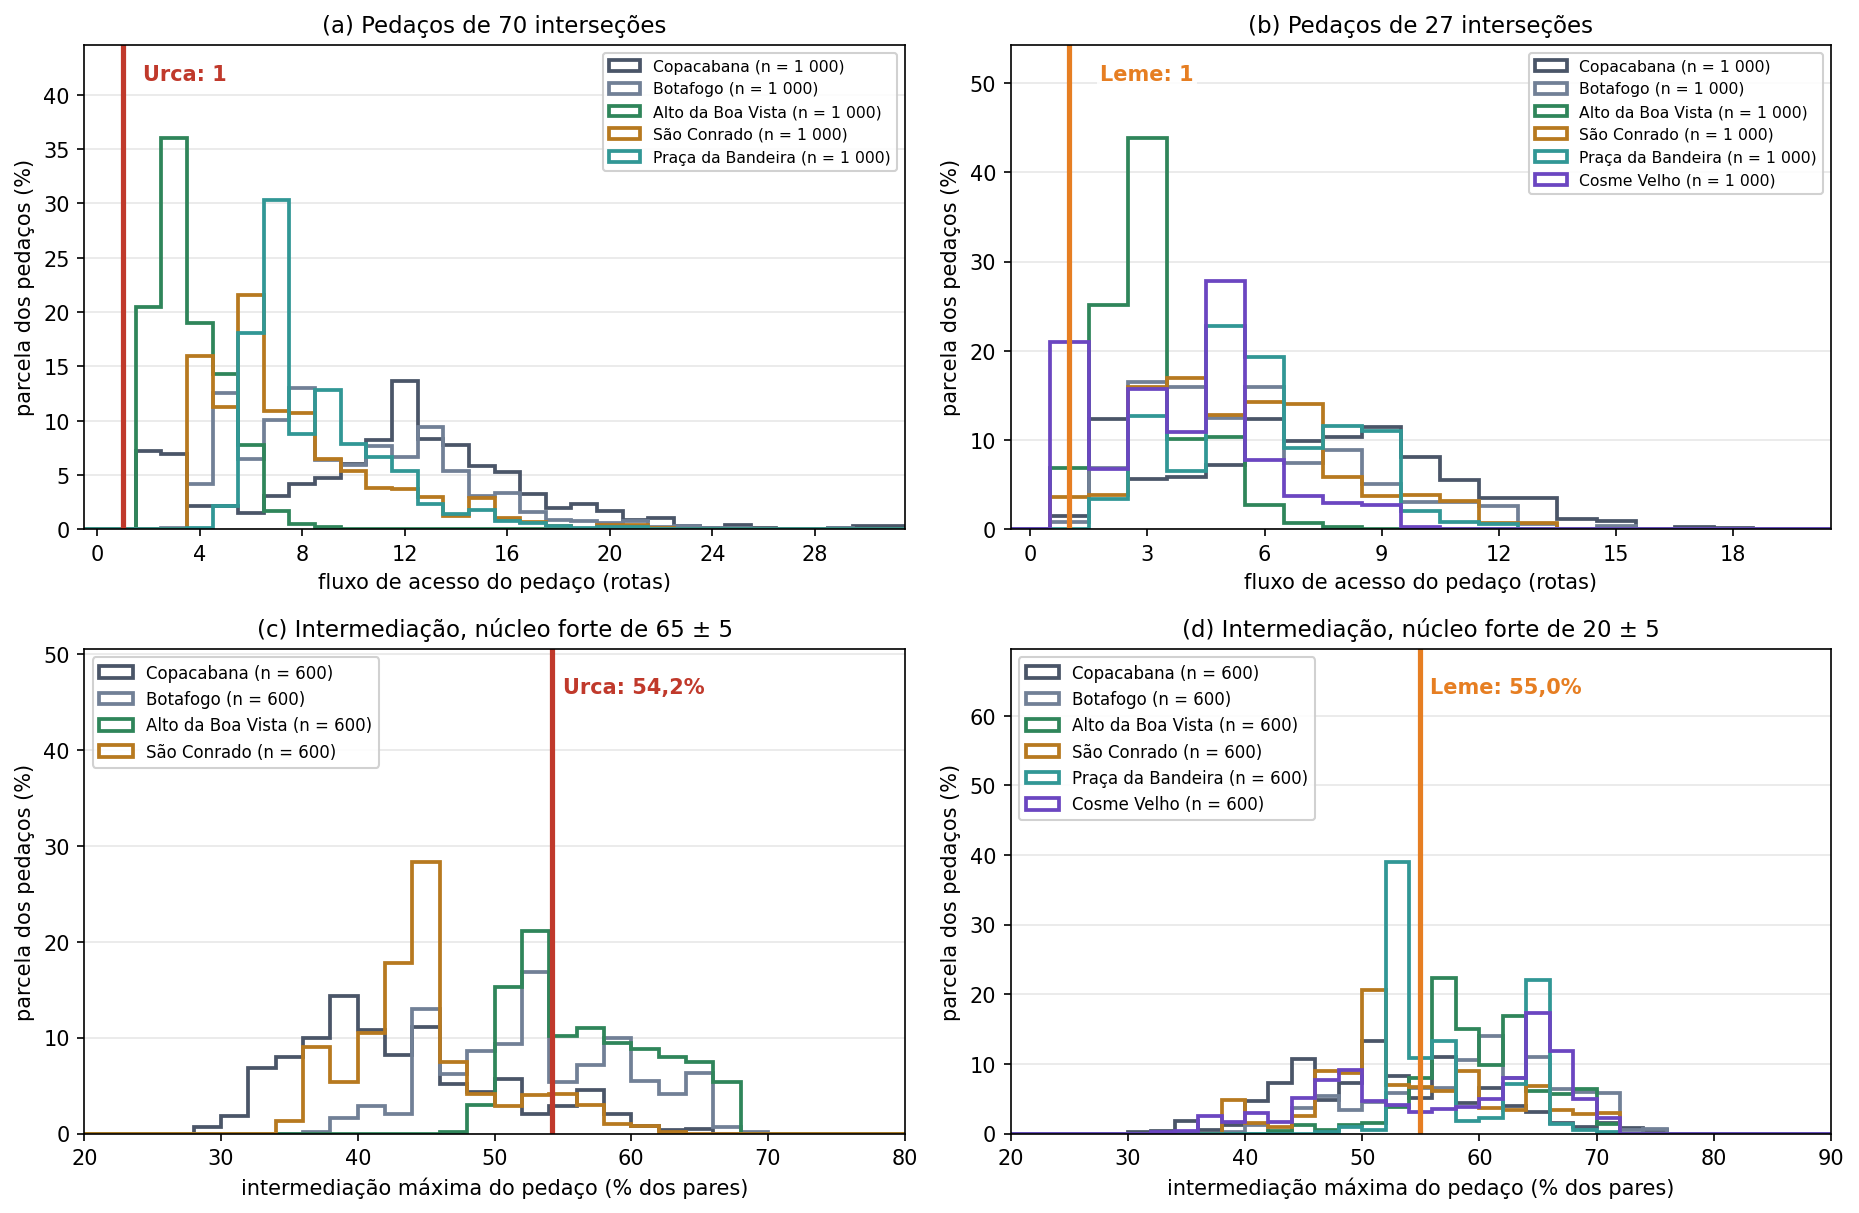 (a) Pedaços de 70 interseções
parcela dos pedaços (%)
40
35
30
25
20
15
10
5
0
Urca: 1
Copacabana (n = 1 000)
Botafogo (n = 1 000)
Alto da Boa Vista (n = 1 000)
São Conrado (n = 1 000)
Praça da Bandeira (n = 1 000)
0 4 8 12 16 20 24 28
fluxo de acesso do pedaço (rotas)
(b) Pedaços de 27 interseções
parcela dos pedaços (%)
50
40
30
20
10
0
Leme: 1
Copacabana (n = 1 000)
Botafogo (n = 1 000)
Alto da Boa Vista (n = 1 000)
São Conrado (n = 1 000)
Praça da Bandeira (n = 1 000)
Cosme Velho (n = 1 000)
0 3 6 9 12 15 18
fluxo de acesso do pedaço (rotas)
(c) Intermediação, núcleo forte de 65 ± 5
parcela dos pedaços (%)
50
40
30
20
10
0
Copacabana (n = 600)
Botafogo (n = 600)
Alto da Boa Vista (n = 600)
São Conrado (n = 600)
Urca: 54,2%
20 30 40 50 60 70 80
intermediação máxima do pedaço (% dos pares)
(d) Intermediação, núcleo forte de 20 ± 5
parcela dos pedaços (%)
60
50
40
30
20
10
0
Copacabana (n = 600)
Botafogo (n = 600)
Alto da Boa Vista (n = 600)
São Conrado (n = 600)
Praça da Bandeira (n = 600)
Cosme Velho (n = 600)
Leme: 55,0%
20 30 40 50 60 70 80 90
intermediação máxima do pedaço (% dos pares)